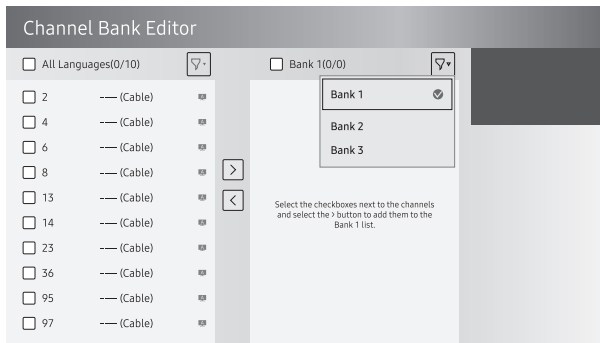 Channel Bank Editor
All Languages(0/10)
Bank 1(0/0)
Bank 1
Bank 2
Bank 3
2 --- (Cable)
4 --- (Cable)
6 --- (Cable)
8 --- (Cable)
13 --- (Cable)
14 --- (Cable)
23 --- (Cable)
36 --- (Cable)
95 --- (Cable)
97 --- (Cable)
>
<
Select the checkboxes next to the channels
and select the > button to add them to the
Bank 1 list.